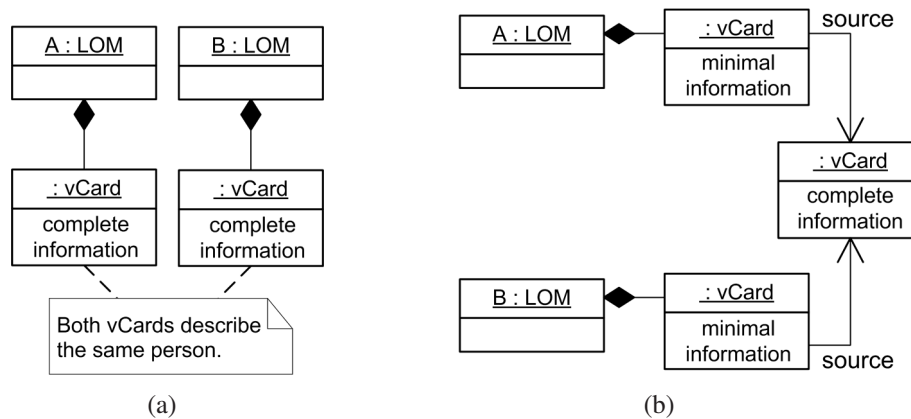 A : LOM
B : LOM
: vCard
complete
information
: vCard
complete
information
Both vCards describe
the same person.
(a)
A : LOM
: vCard
minimal
information
source
: vCard
complete
information
B : LOM
: vCard
minimal
information
source
(b)